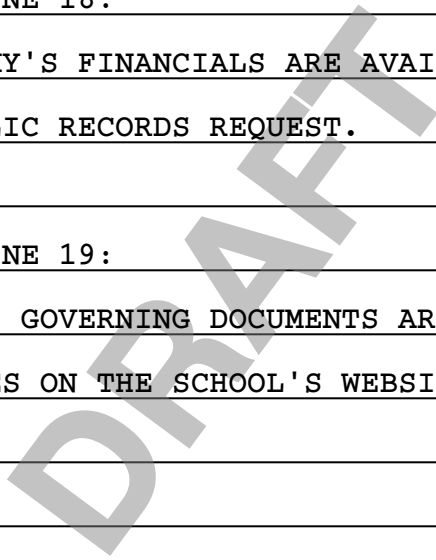 NE 18:
Y'S FINANCIALS ARE AVAI
IC RECORDS REQUEST.
NE 19:
GOVERNING DOCUMENTS AR
S ON THE SCHOOL'S WEBSI
DRAFT